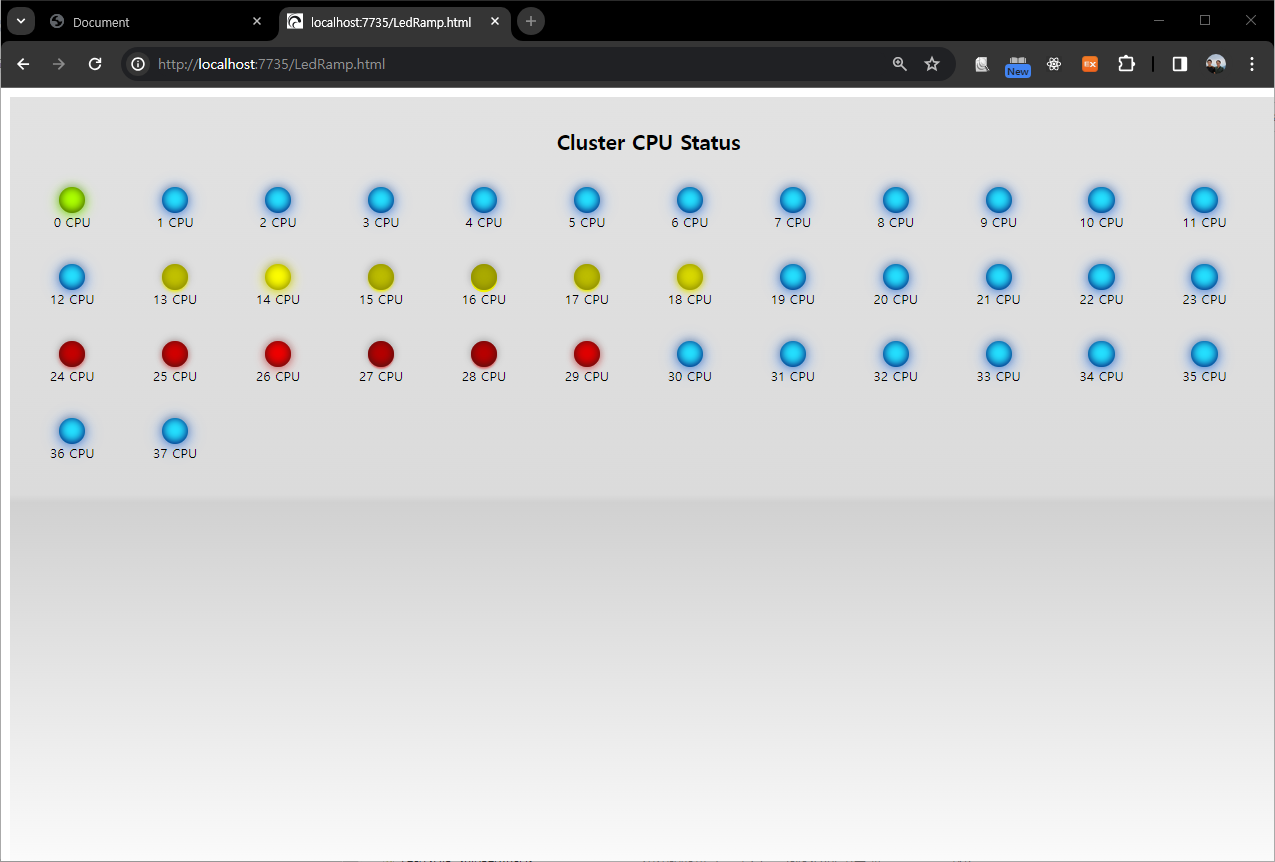 Document
localhost:7735/LedRamp.html
http://localhost:7735/LedRamp.html
New
EX
Cluster CPU Status
0 CPU 1 CPU 2 CPU 3 CPU 4 CPU 5 CPU 6 CPU 7 CPU 8 CPU 9 CPU 10 CPU 11 CPU
12 CPU 13 CPU 14 CPU 15 CPU 16 CPU 17 CPU 18 CPU 19 CPU 20 CPU 21 CPU 22 CPU 23 CPU
24 CPU 25 CPU 26 CPU 27 CPU 28 CPU 29 CPU 30 CPU 31 CPU 32 CPU 33 CPU 34 CPU 35 CPU
36 CPU 37 CPU